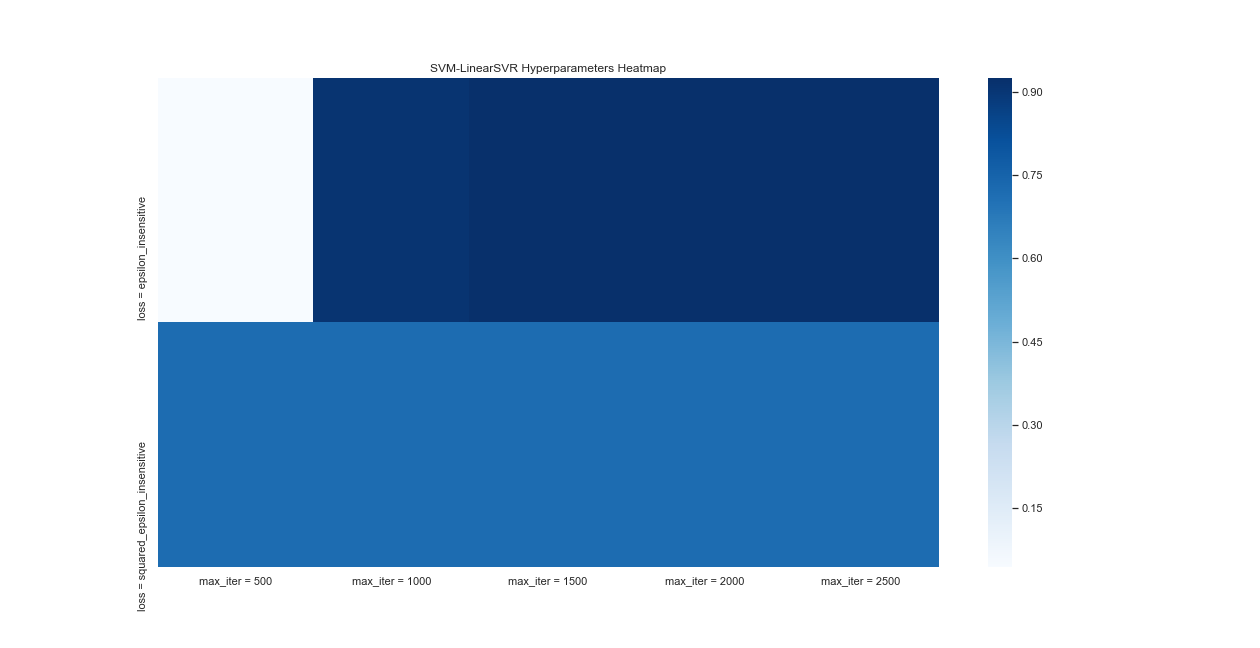 SVM-LinearSVR Hyperparameters Heatmap
loss = epsilon_insensitive
loss = squared_epsilon_insensitive
max_iter = 500
max_iter = 1000
max_iter = 1500
max_iter = 2000
max_iter = 2500
0.90
0.75
0.60
0.45
0.30
0.15